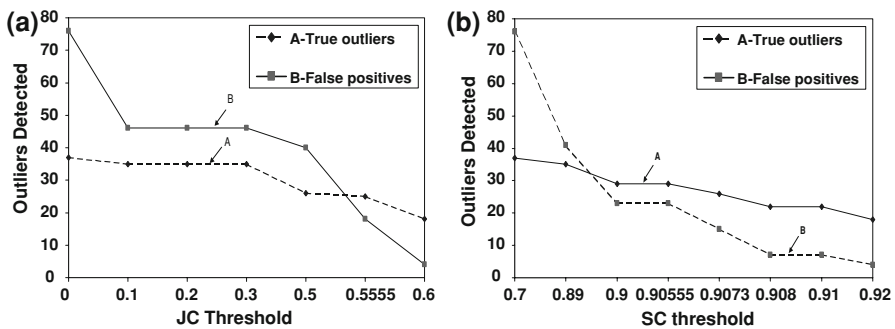 (a)
80
70
60
50
40
30
20
10
0
Outliers Detected
A-True outliers
B-False positives
B
A
0 0.1 0.2 0.3 0.5 0.5555 0.6
JC Threshold
(b)
80
70
60
50
40
30
20
10
0
Outliers Detected
A-True outliers
B-False positives
A
B
0.7 0.89 0.9 0.90555 0.9073 0.908 0.91 0.92
SC threshold